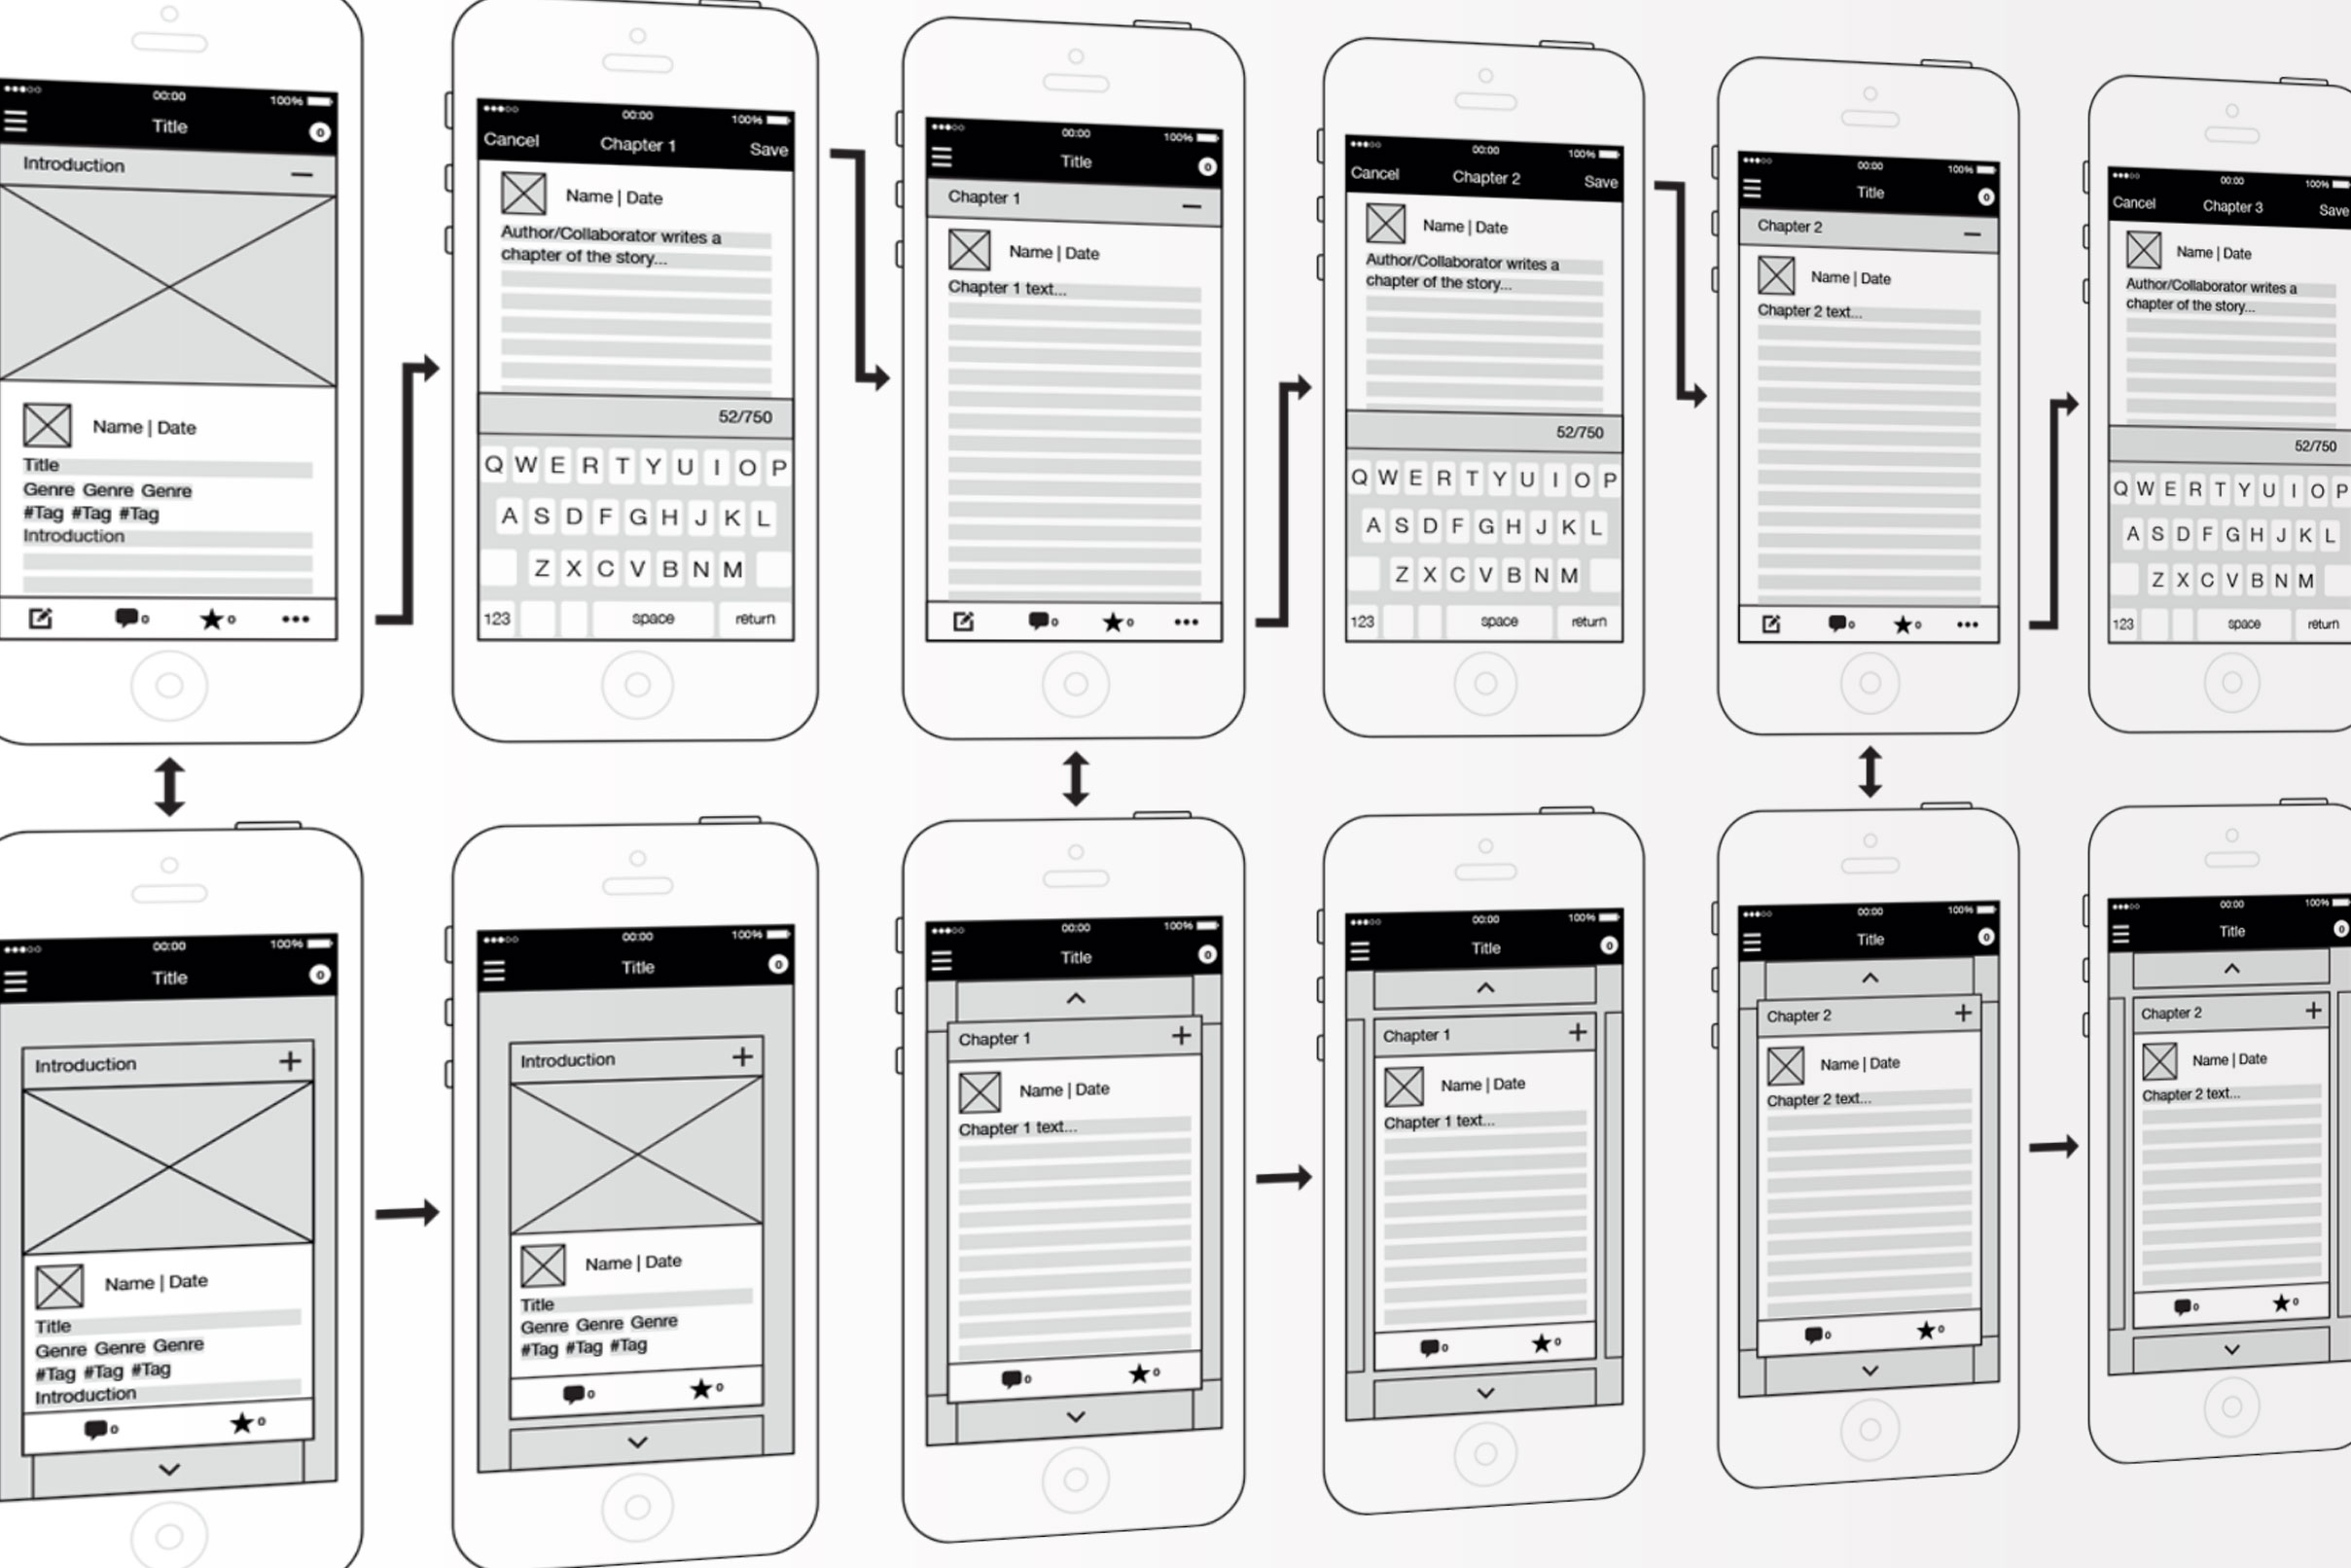 00:00 100%
Title 0
Introduction
Name | Date
Title
Genre Genre Genre
#Tag #Tag #Tag
Introduction
0 0
00:00 100%
Cancel Chapter 1 Save
Name | Date
Author/Collaborator writes a
chapter of the story...
52/750
Q W E R T Y U I O P
A S D F G H J K L
Z X C V B N M
123 space return
00:00 100%
Title 0
Chapter 1
Name | Date
Chapter 1 text...
0 0
00:00 100%
Cancel Chapter 2 Save
Name | Date
Author/Collaborator writes a
chapter of the story...
52/750
Q W E R T Y U I O P
A S D F G H J K L
Z X C V B N M
123 space return
00:00 100%
Title 0
Chapter 2
Name | Date
Chapter 2 text...
0 0
00:00 100%
Cancel Chapter 3 Save
Name | Date
Author/Collaborator writes a
chapter of the story...
52/750
Q W E R T Y U I O P
A S D F G H J K L
Z X C V B N M
123 space return
00:00 100%
Title 0
Introduction
Name | Date
Title
Genre Genre Genre
#Tag #Tag #Tag
Introduction
0 0
00:00 100%
Title 0
Introduction
Name | Date
Title
Genre Genre Genre
#Tag #Tag #Tag
0 0
00:00 100%
Title 0
Chapter 1
Name | Date
Chapter 1 text...
0 0
00:00 100%
Title 0
Chapter 1
Name | Date
Chapter 1 text...
0 0
00:00 100%
Title 0
Chapter 2
Name | Date
Chapter 2 text...
0 0
00:00 100%
Title 0
Chapter 2
Name | Date
Chapter 2 text...
0 0